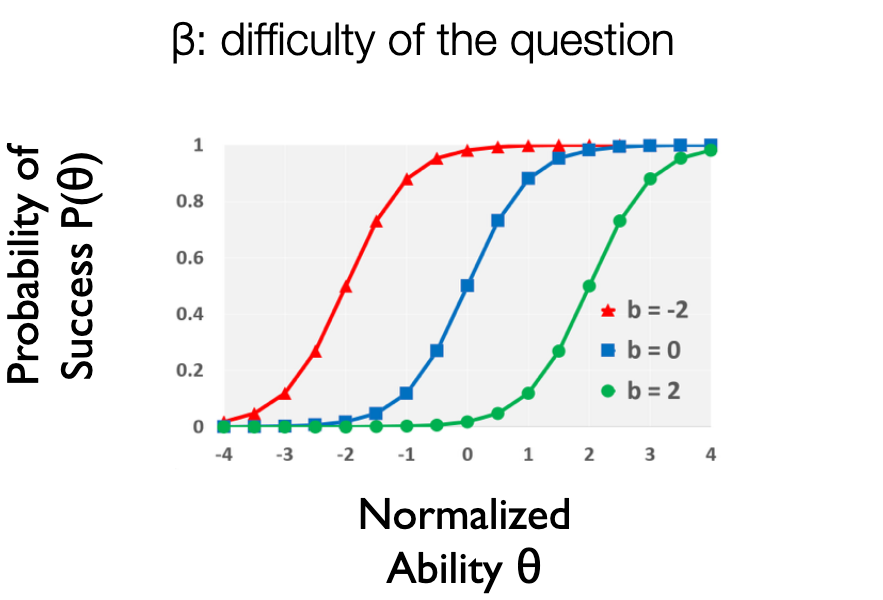 β: difficulty of the question
Probability of
Success P(θ)
1
0.8
0.6
0.4
0.2
0
b = -2
b = 0
b = 2
-4 -3 -2 -1 0 1 2 3 4
Normalized
Ability θ